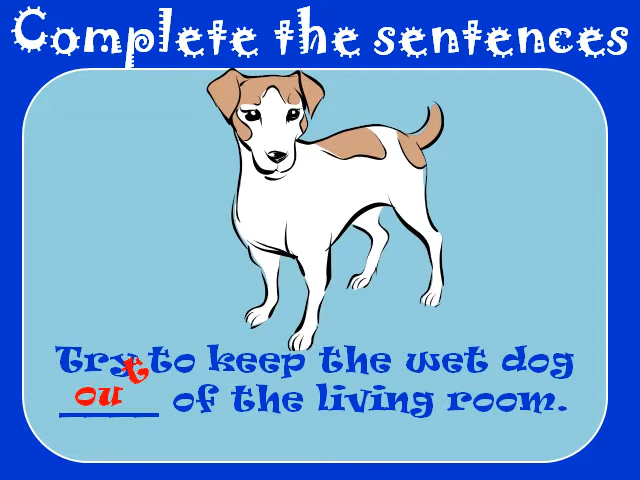 Complete the sentences
Try to keep the wet dog
out of the living room.